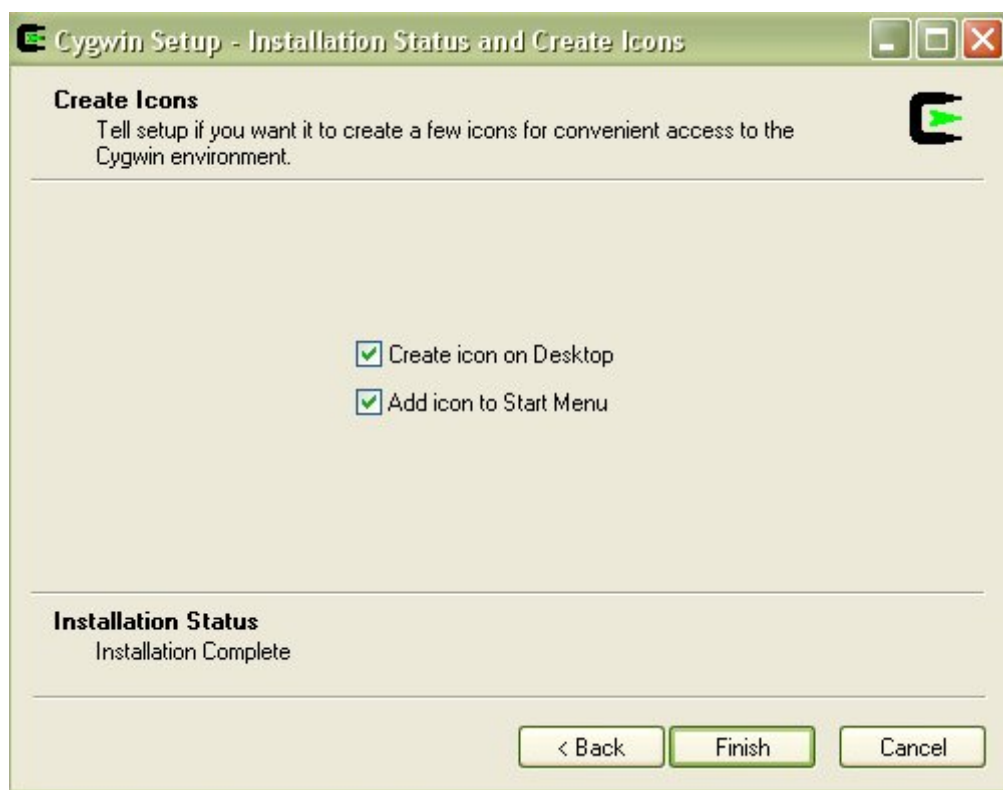 Cygwin Setup - Installation Status and Create Icons
Create Icons
Tell setup if you want it to create a few icons for convenient access to the
Cygwin environment.
Create icon on Desktop
Add icon to Start Menu
Installation Status
Installation Complete
< Back Finish Cancel